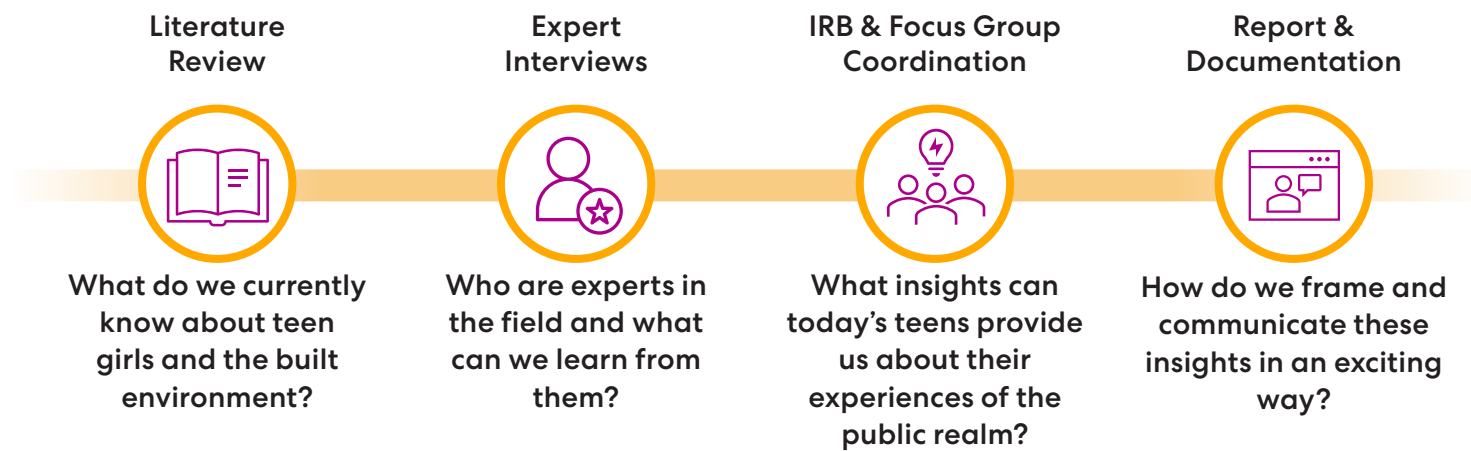 Literature
Review
Expert
Interviews
IRB & Focus Group
Coordination
Report &
Documentation
What do we currently
know about teen
girls and the built
environment?
Who are experts in
the field and what
can we learn from
them?
What insights can
today’s teens provide
us about their
experiences of the
public realm?
How do we frame and
communicate these
insights in an exciting
way?